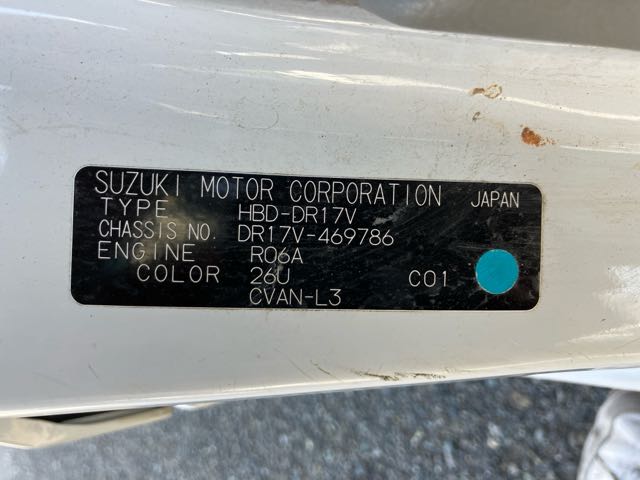 SUZUKI MOTOR CORPORATION JAPAN
TYPE HBD-DR17V
CHASSIS NO. DR17V-469786
ENGINE R06A
COLOR 26U C01
CVAN-L3